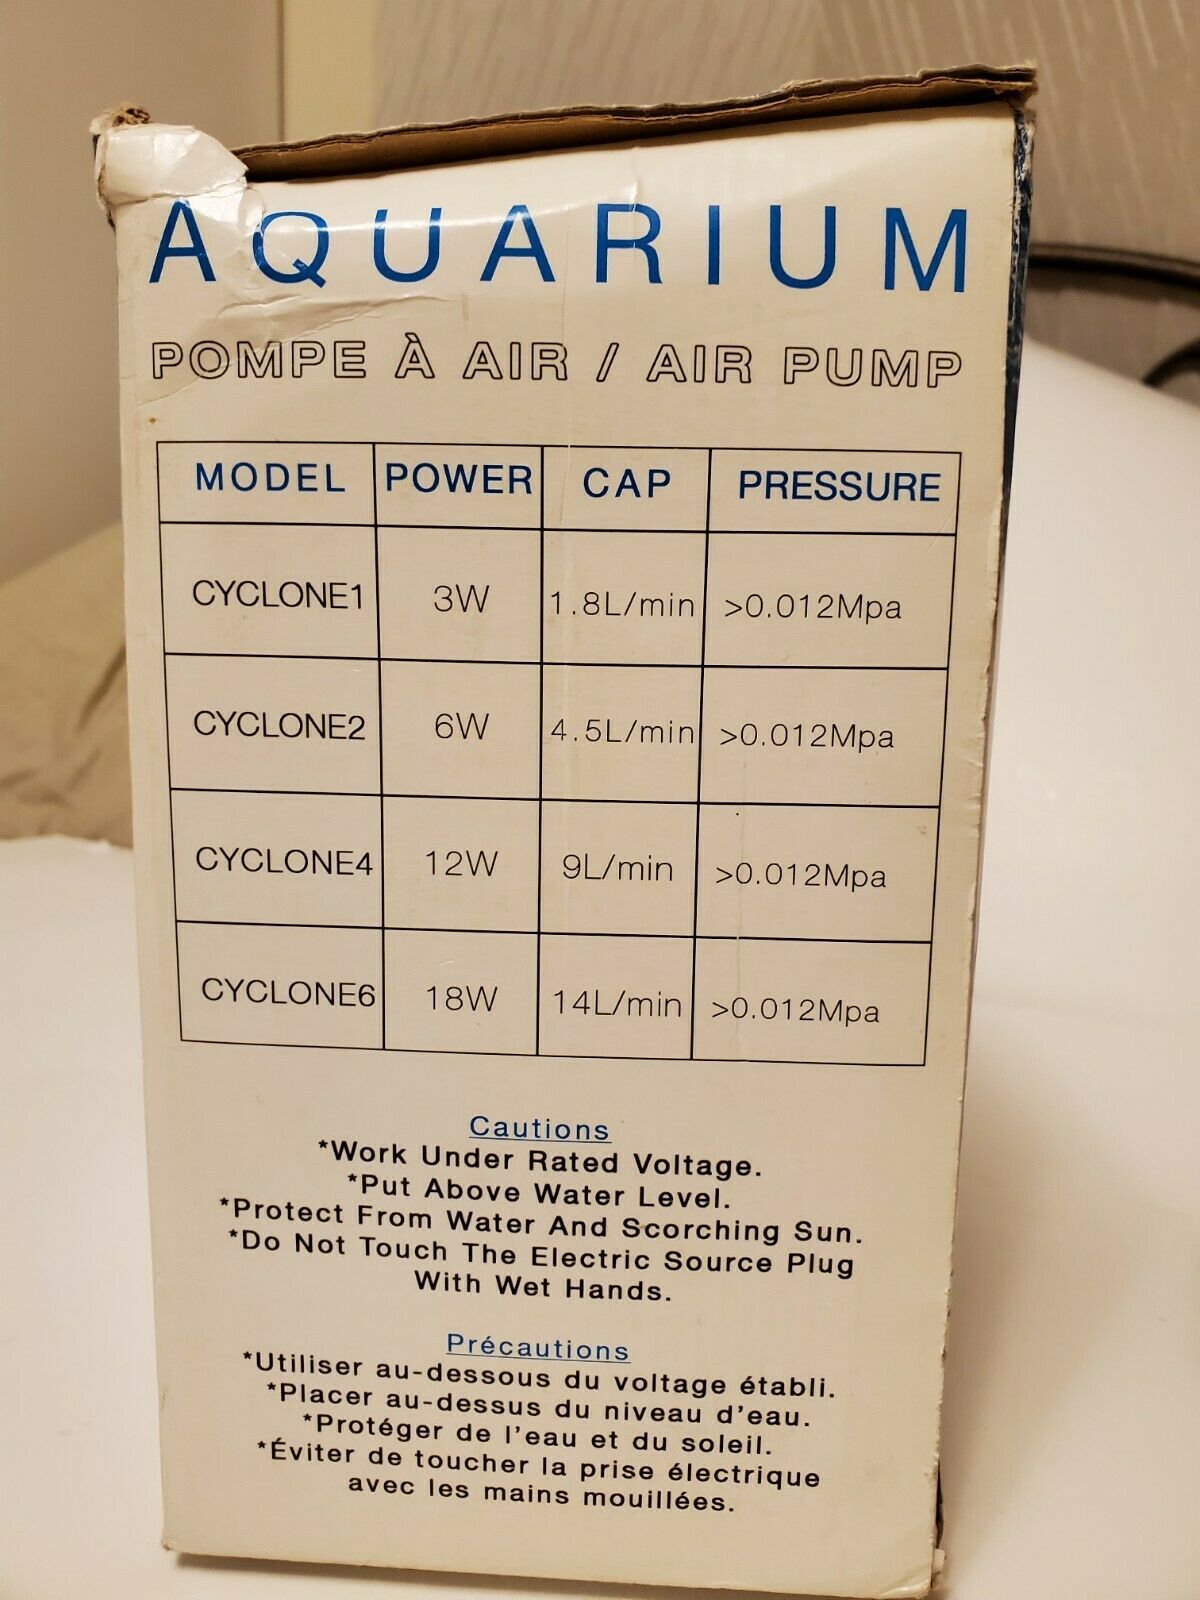 AQUARIUM
POMPE À AIR / AIR PUMP
MODEL POWER CAP PRESSURE
CYCLONE1 3W 1.8L/min >0.012Mpa
CYCLONE2 6W 4.5L/min >0.012Mpa
CYCLONE4 12W 9L/min >0.012Mpa
CYCLONE6 18W 14L/min >0.012Mpa
Cautions
*Work Under Rated Voltage.
*Put Above Water Level.
*Protect From Water And Scorching Sun.
*Do Not Touch The Electric Source Plug
With Wet Hands.
Précautions
*Utiliser au-dessous du voltage établi.
*Placer au-dessus du niveau d'eau.
*Protéger de l'eau et du soleil.
*Éviter de toucher la prise électrique
avec les mains mouillées.